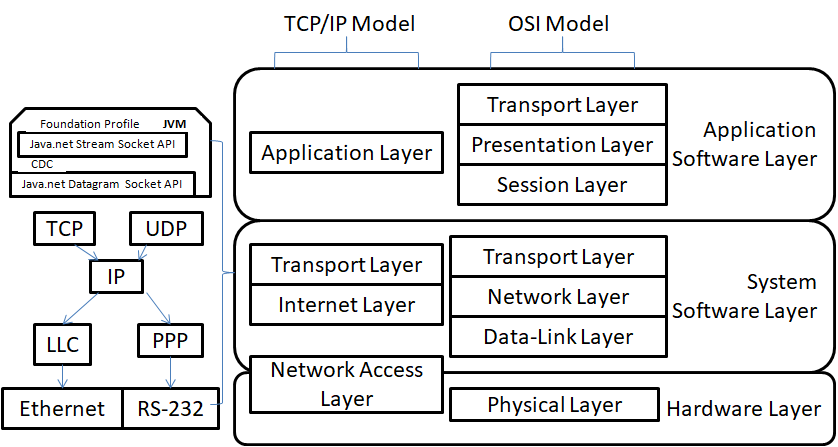 TCP/IP Model
OSI Model
Foundation Profile JVM
Java.net Stream Socket API
CDC
Java.net Datagram Socket API
TCP
UDP
IP
LLC
PPP
Ethernet
RS-232
Application Layer
Transport Layer
Presentation Layer
Session Layer
Application
Software Layer
Transport Layer
Internet Layer
Transport Layer
Network Layer
Data-Link Layer
System
Software Layer
Network Access
Layer
Physical Layer
Hardware Layer